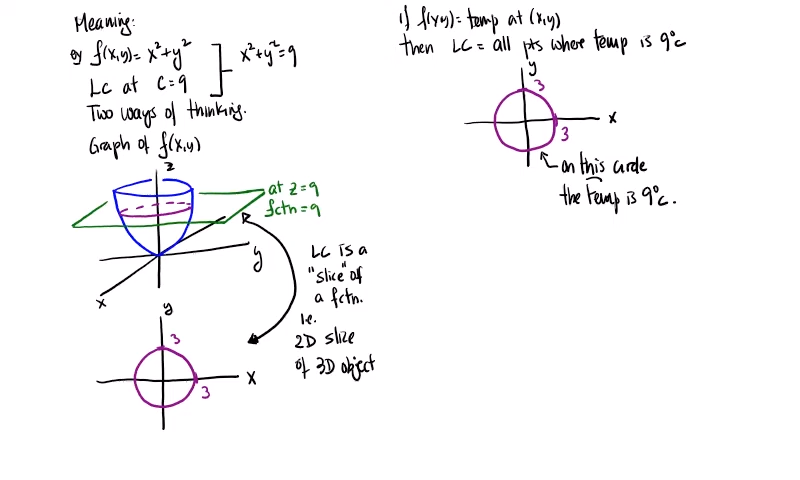 Meaning:
eg f(x,y)= x²+y²
LC at C=9
x²+y²=9
Two ways of thinking.
Graph of f(x,y)
z
at z=9
fctn=9
y
x
LC is a
"slice" of
a fctn.
ie.
2D slice
of 3D object
y
3
x
3
if f(x,y)= temp at (x,y)
then LC = all pts where temp is 9°C
y
3
x
3
on this circle
the temp is 9°C.